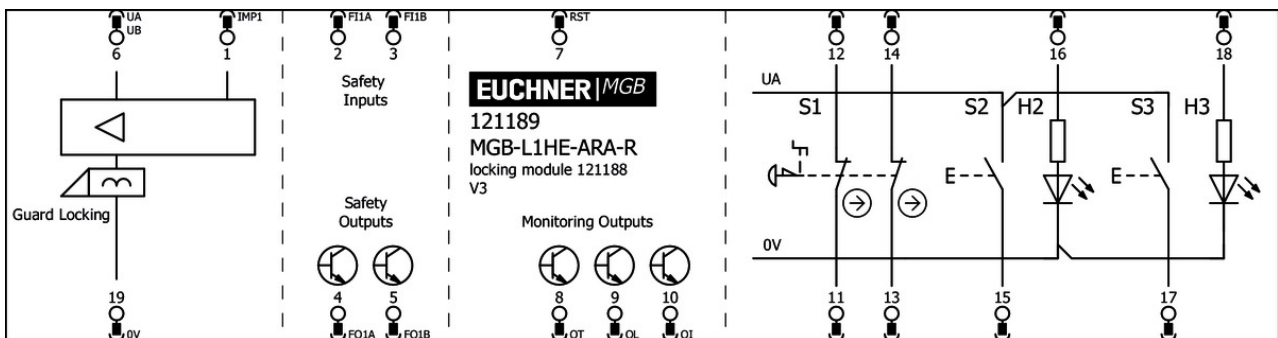 UA
UB
IMP1
FI1A
FI1B
RST
6
1
2
3
7
12
14
16
18
Safety
Inputs
EUCHNER MGB
121189
MGB-L1HE-ARA-R
locking module 121188
V3
UA
S1
S2
H2
S3
H3
E
E
Guard Locking
Safety
Outputs
Monitoring Outputs
0V
19
4
5
8
9
10
11
13
15
17
0V
FO1A
FO1B
OT
OL
OI